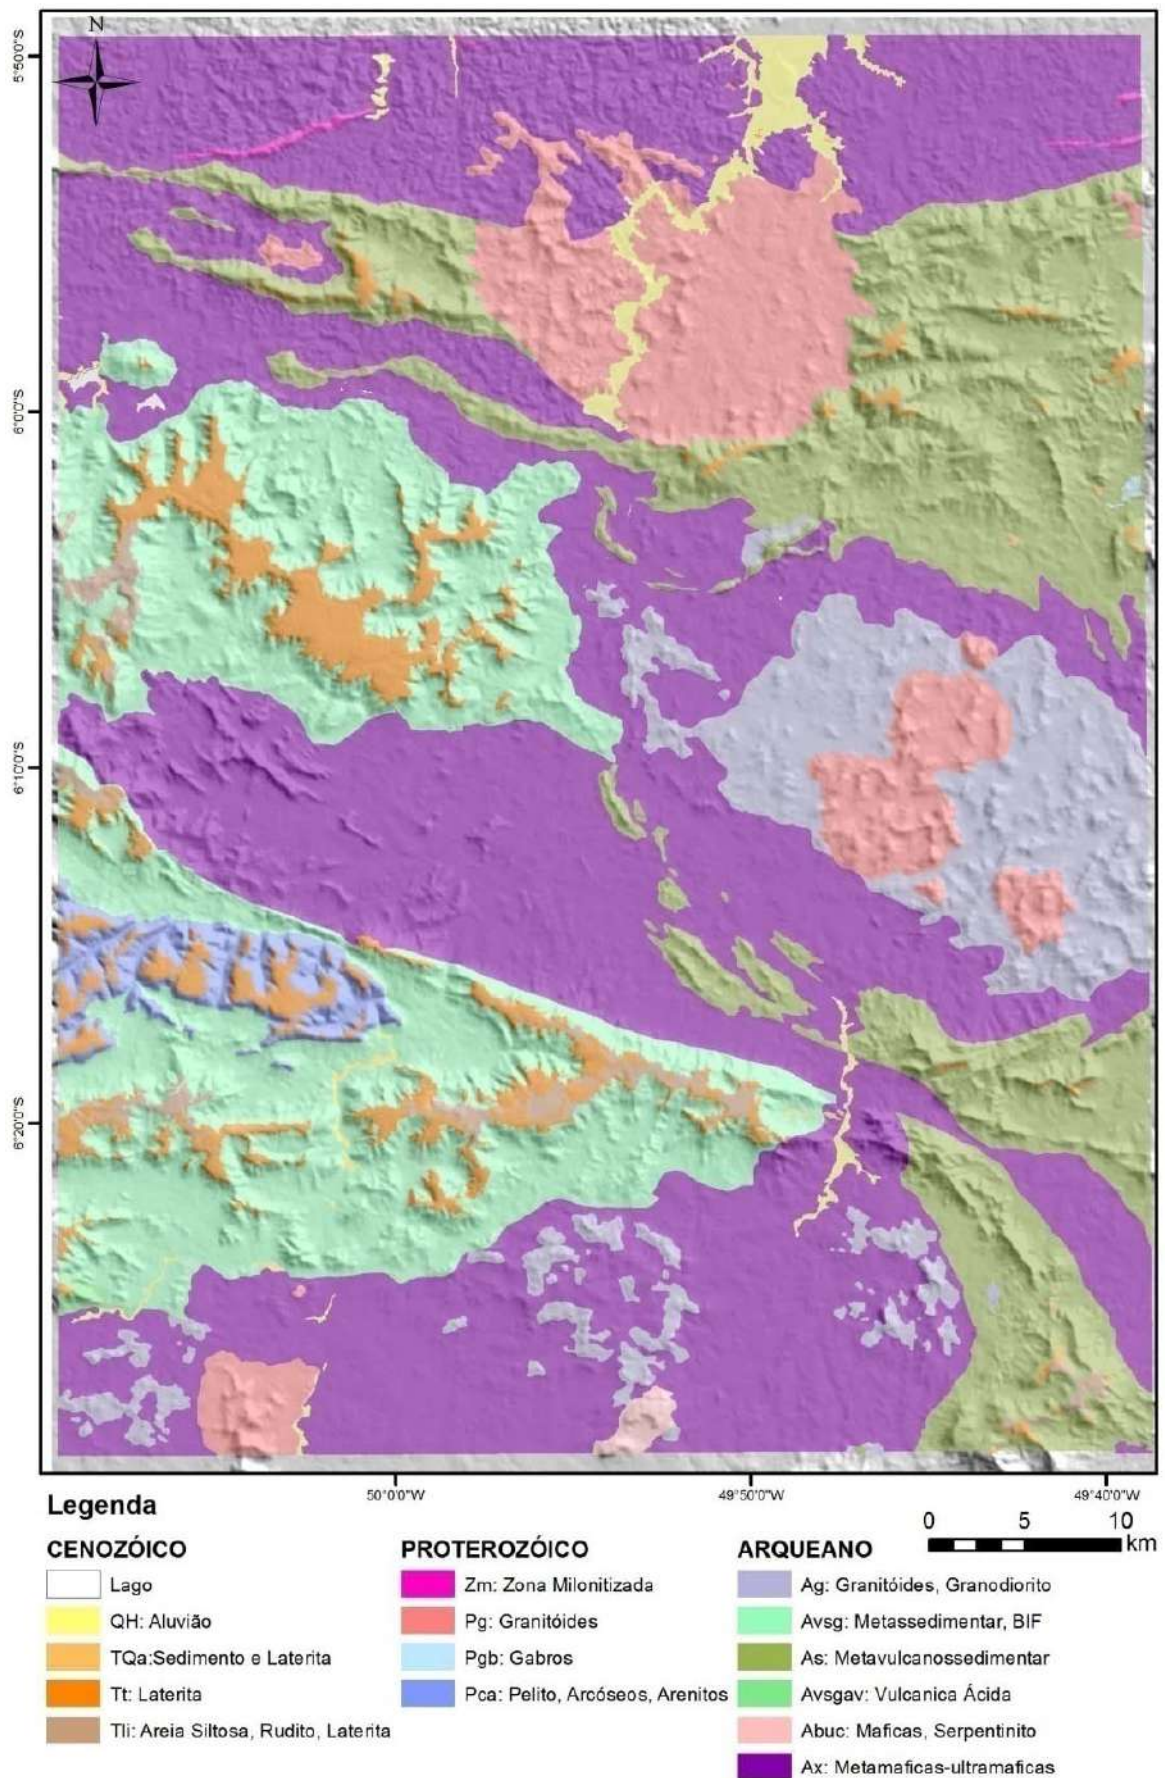 N
5°50'0"S
6°0'0"S
6°10'0"S
6°20'0"S
50°0'0"W
49°50'0"W
49°40'0"W
Legenda
0 5 10
km
CENOZÓICO
Lago
QH: Aluvião
TQa:Sedimento e Laterita
Tt: Laterita
Tli: Areia Siltosa, Rudito, Laterita
PROTEROZÓICO
Zm: Zona Milonitizada
Pg: Granitóides
Pgb: Gabros
Pca: Pelito, Arcóseos, Arenitos
ARQUEANO
Ag: Granitóides, Granodiorito
Avsg: Metassedimentar, BIF
As: Metavulcanossedimentar
Avsgav: Vulcanica Ácida
Abuc: Maficas, Serpentinito
Ax: Metamaficas-ultramaficas